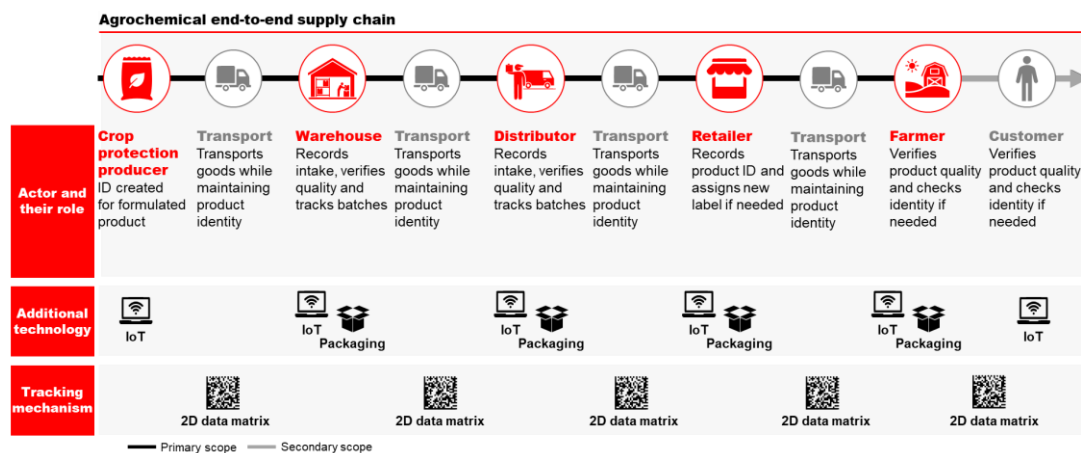 Agrochemical end-to-end supply chain
Actor and
their role
Crop
protection
producer
ID created
for formulated
product
Transport
Transports
goods while
maintaining
product
identity
Warehouse
Records
intake, verifies
quality and
tracks batches
Transport
Transports
goods while
maintaining
product
identity
Distributor
Records
intake, verifies
quality and
tracks batches
Transport
Transports
goods while
maintaining
product
identity
Retailer
Records
product ID and
assigns new
label if needed
Transport
Transports
goods while
maintaining
product
identity
Farmer
Verifies
product quality
and checks
identity if
needed
Customer
Verifies
product quality
and checks
identity if
needed
Additional
technology
IoT
IoT
Packaging
IoT
Packaging
IoT
Packaging
IoT
Packaging
IoT
Tracking
mechanism
2D data matrix
2D data matrix
2D data matrix
2D data matrix
2D data matrix
Primary scope
Secondary scope